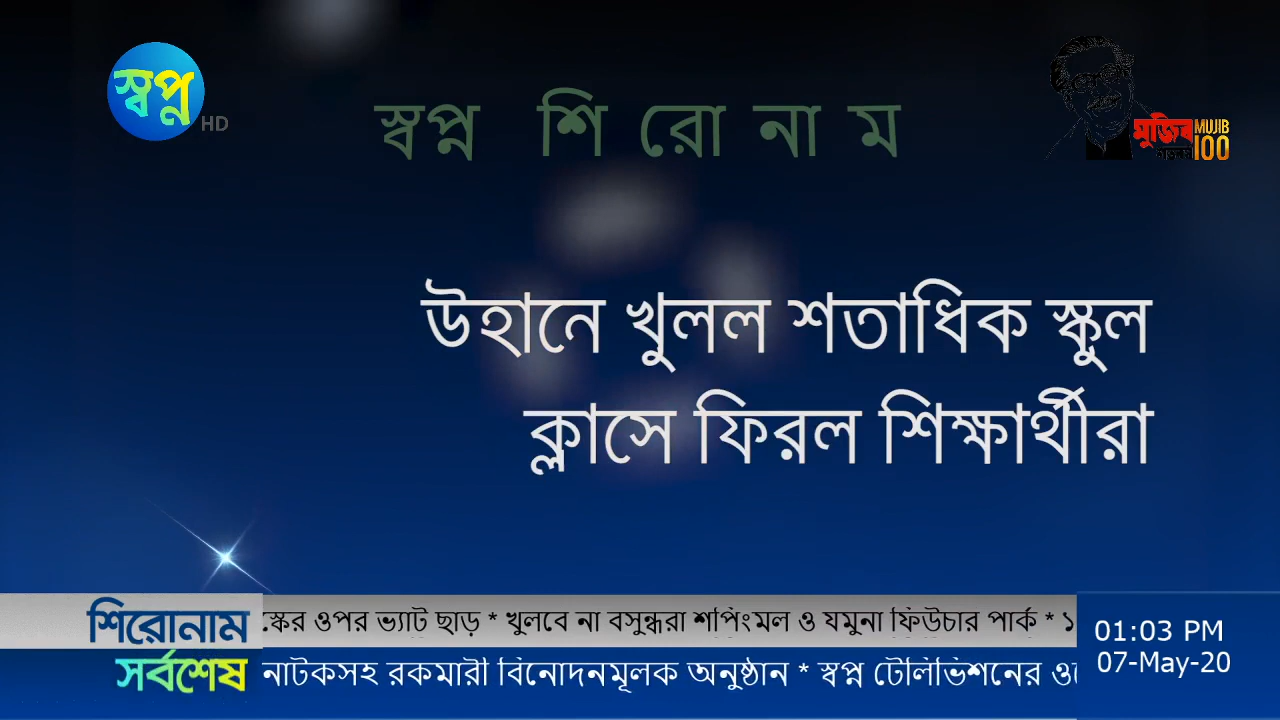 স্বপ্ন
HD
স্বপ্ন শিরোনাম
মুজিব
MUJIB
100
উহানে খুলল শতাধিক স্কুল
ক্লাসে ফিরল শিক্ষার্থীরা
শিরোনাম
স্কের ওপর ভ্যাট ছাড় * খুলবে না বসুন্ধরা শপিংমল ও যমুনা ফিউচার পার্ক * ১
01:03 PM
সর্বশেষ
নাটকসহ রকমারী বিনোদনমূলক অনুষ্ঠান * স্বপ্ন টেলিভিশনের
07-May-20